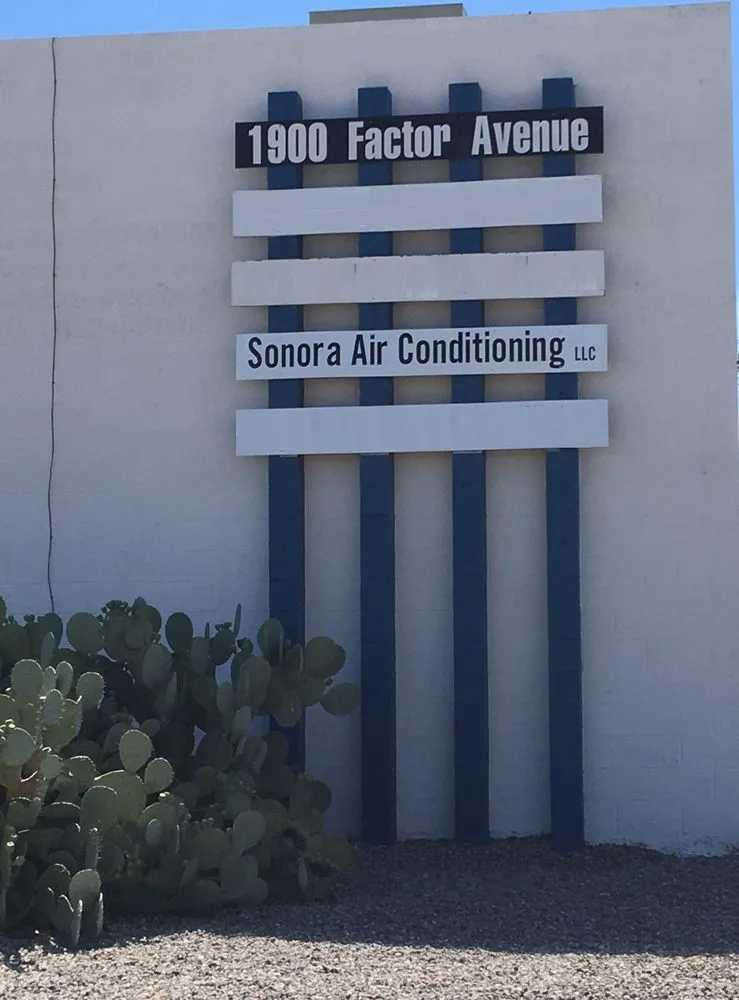 1900 Factor Avenue
Sonora Air Conditioning LLC